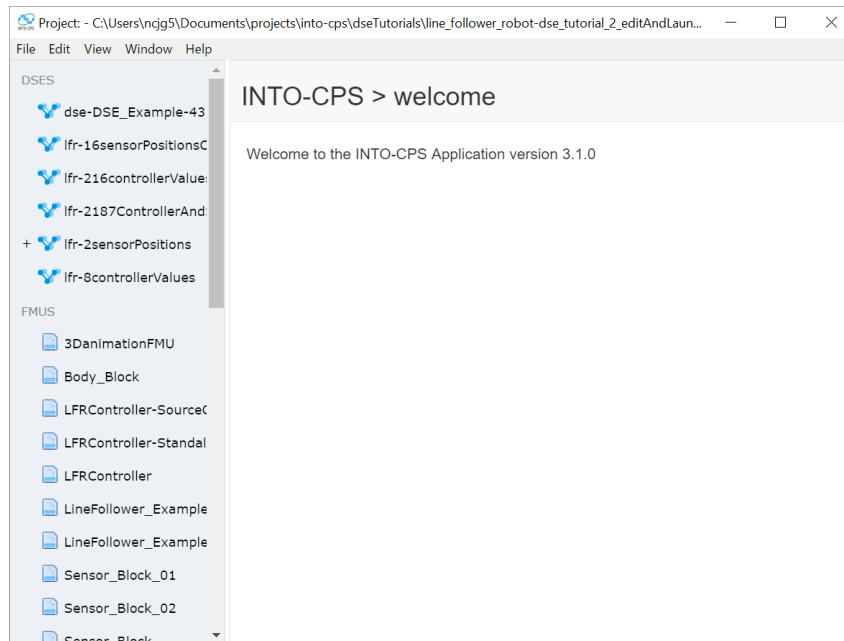 Project: - C:\Users\ncjg5\Documents\projects\into-cps\dseTutorials\line_follower_robot-dse_tutorial_2_editAndLaun...
File Edit View Window Help
DSES
dse-DSE_Example-43
lfr-16sensorPositionsC
lfr-216controllerValue
lfr-2187ControllerAnd
+ lfr-2sensorPositions
lfr-8controllerValues
FMUS
3DanimationFMU
Body_Block
LFRController-SourceC
LFRController-Standal
LFRController
LineFollower_Example
LineFollower_Example
Sensor_Block_01
Sensor_Block_02
Sensor_Block
INTO-CPS > welcome
Welcome to the INTO-CPS Application version 3.1.0